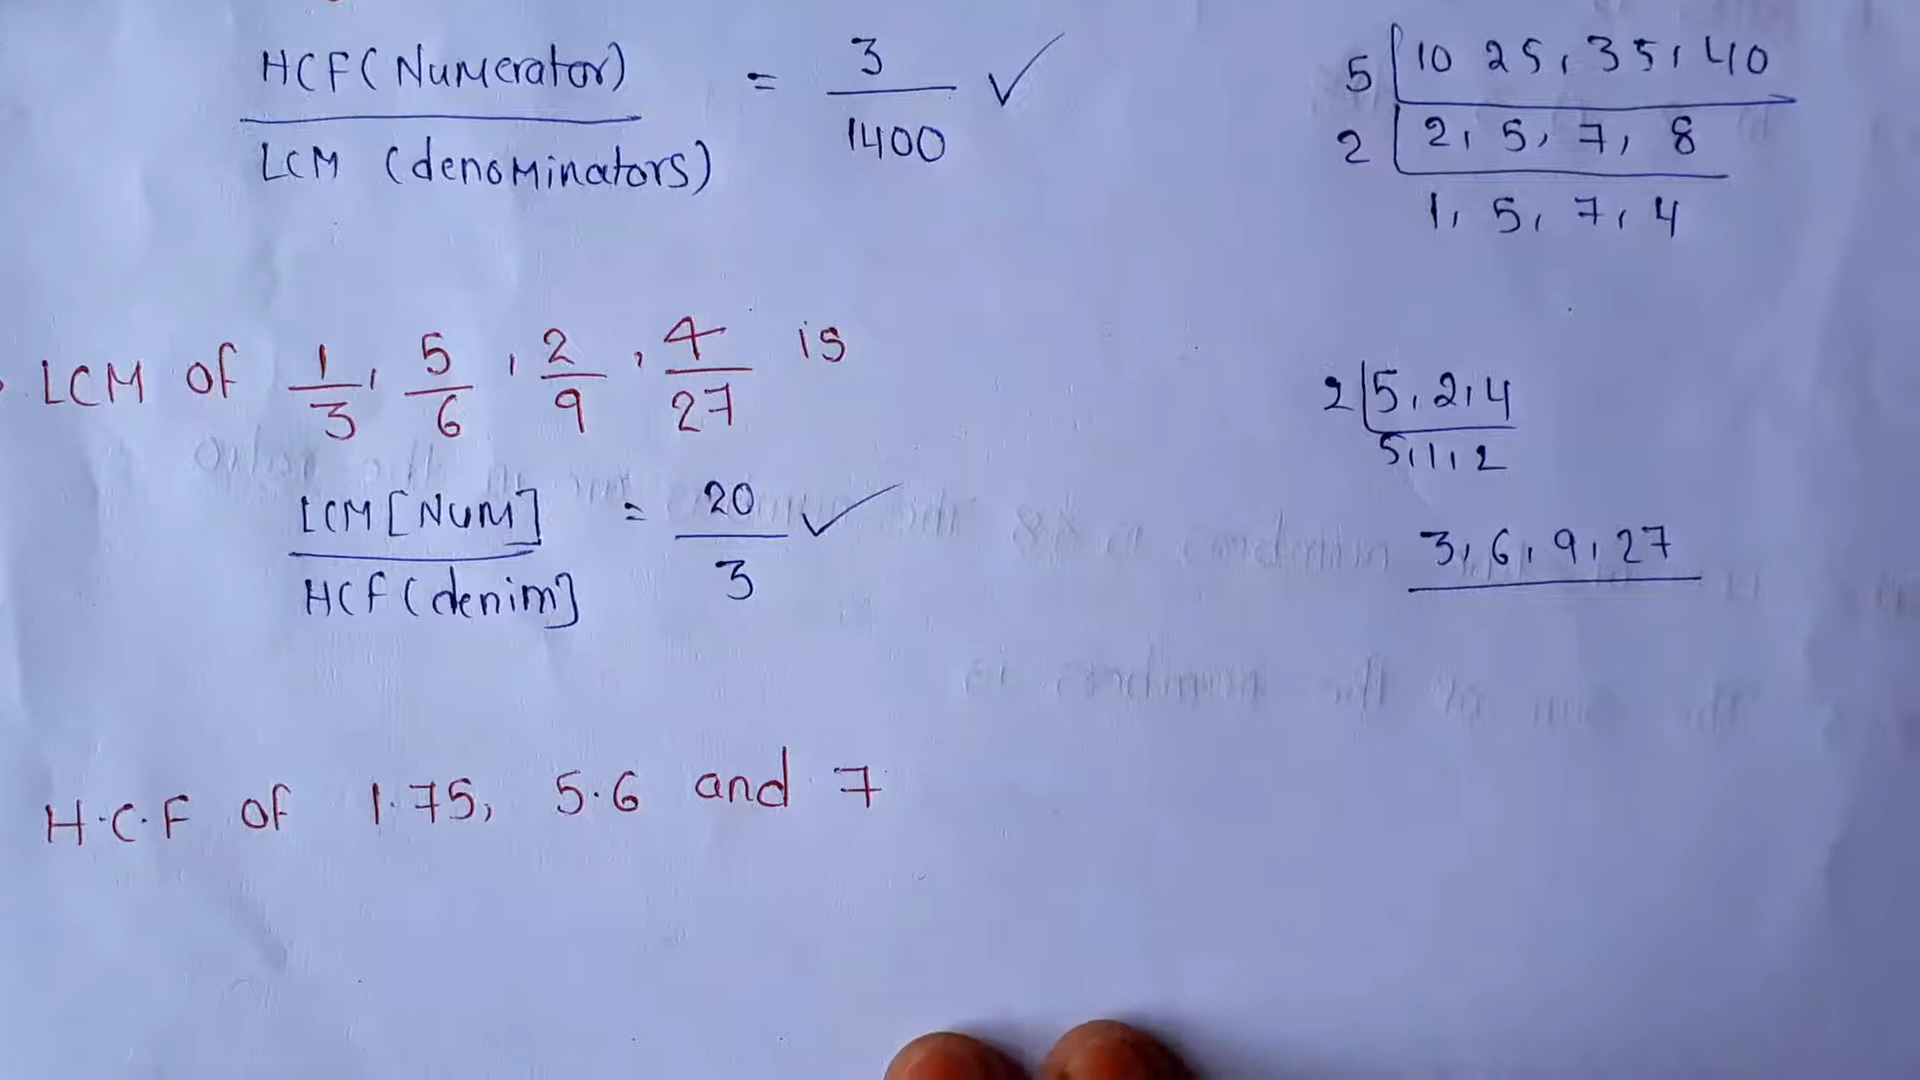 HCF(Numerator) = 3 ✓
LCM (denominators) 1400
5 10 25, 35, 40
2 2, 5, 7, 8
1, 5, 7, 4
LCM of 1/3, 5/6, 2/9, 4/27 is
LCM[Num] = 20 ✓
HCF(denim] 3
2 5, 2, 4
5, 1, 2
3, 6, 9, 27
H.C.F of 1.75, 5.6 and 7